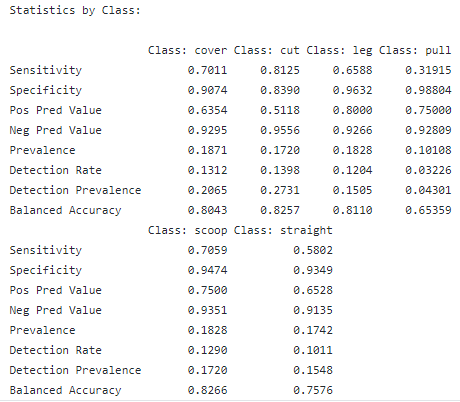 Statistics by Class:
Class: cover Class: cut Class: leg Class: pull
Sensitivity 0.7011 0.8125 0.6588 0.31915
Specificity 0.9074 0.8390 0.9632 0.98804
Pos Pred Value 0.6354 0.5118 0.8000 0.75000
Neg Pred Value 0.9295 0.9556 0.9266 0.92809
Prevalence 0.1871 0.1720 0.1828 0.10108
Detection Rate 0.1312 0.1398 0.1204 0.03226
Detection Prevalence 0.2065 0.2731 0.1505 0.04301
Balanced Accuracy 0.8043 0.8257 0.8110 0.65359
Class: scoop Class: straight
Sensitivity 0.7059 0.5802
Specificity 0.9474 0.9349
Pos Pred Value 0.7500 0.6528
Neg Pred Value 0.9351 0.9135
Prevalence 0.1828 0.1742
Detection Rate 0.1290 0.1011
Detection Prevalence 0.1720 0.1548
Balanced Accuracy 0.8266 0.7576